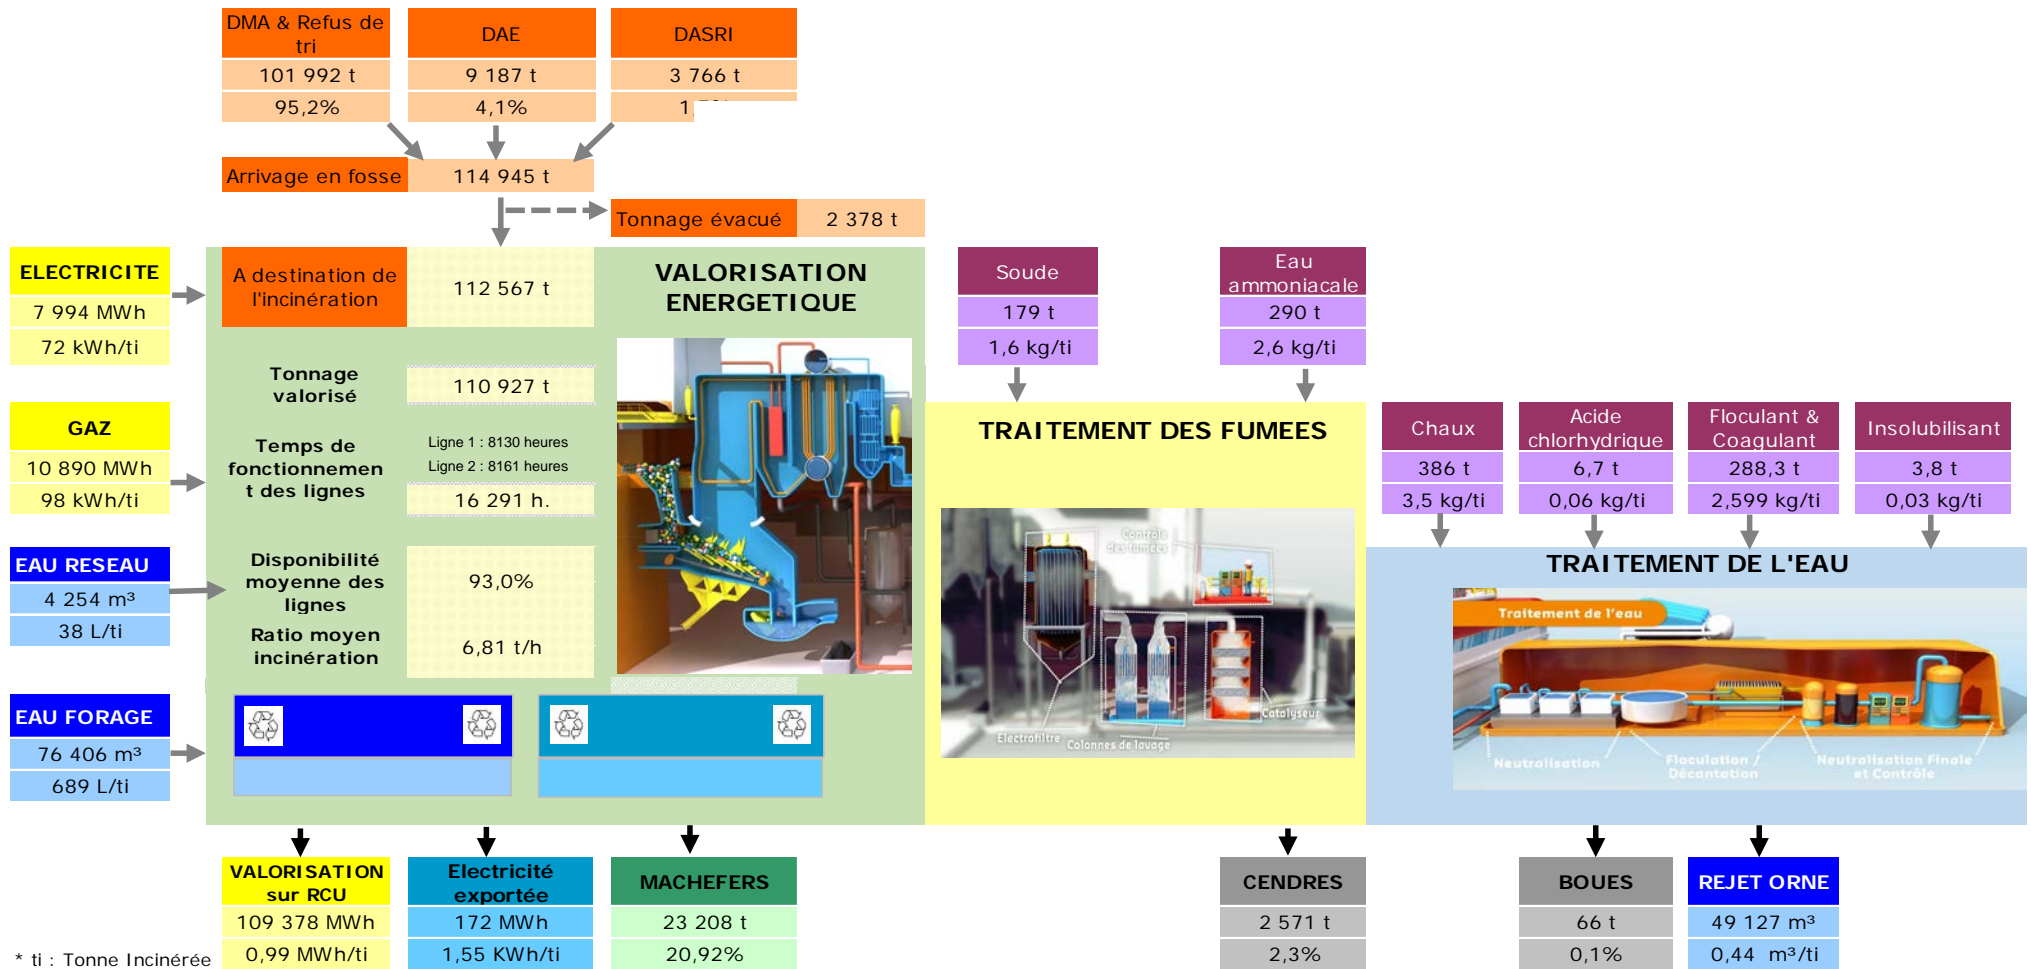 DMA & Refus de
tri
101 992 t
95,2%
DAE
9 187 t
4,1%
DASRI
3 766 t
Arrivage en fosse
114 945 t
Tonnage évacué
2 378 t
ELECTRICITE
7 994 MWh
72 kWh/ti
GAZ
10 890 MWh
98 kWh/ti
EAU RESEAU
4 254 m³
38 L/ti
EAU FORAGE
76 406 m³
689 L/ti
A destination de
l'incinération
112 567 t
VALORISATION
ENERGETIQUE
Tonnage
valorisé
110 927 t
Temps de
fonctionnemen
t des lignes
Ligne 1 : 8130 heures
Ligne 2 : 8161 heures
16 291 h.
Disponibilité
moyenne des
lignes
93,0%
Ratio moyen
incinération
6,81 t/h
Soude
179 t
1,6 kg/ti
Eau
ammoniacale
290 t
2,6 kg/ti
TRAITEMENT DES FUMEES
Contrôle
des fumées
Catalyseur
Electrofiltre
Colonnes de lavage
Chaux
386 t
3,5 kg/ti
Acide
chlorhydrique
6,7 t
0,06 kg/ti
Floculant &
Coagulant
288,3 t
2,599 kg/ti
Insolubilisant
3,8 t
0,03 kg/ti
TRAITEMENT DE L'EAU
Traitement de l'eau
Neutralisation
Floculation /
Décantation
Neutralisation Finale
et Contrôle
VALORISATION
sur RCU
109 378 MWh
0,99 MWh/ti
Electricité
exportée
172 MWh
1,55 KWh/ti
MACHEFERS
23 208 t
20,92%
CENDRES
2 571 t
2,3%
BOUES
66 t
0,1%
REJET ORNE
49 127 m³
0,44 m³/ti
* ti : Tonne Incinérée